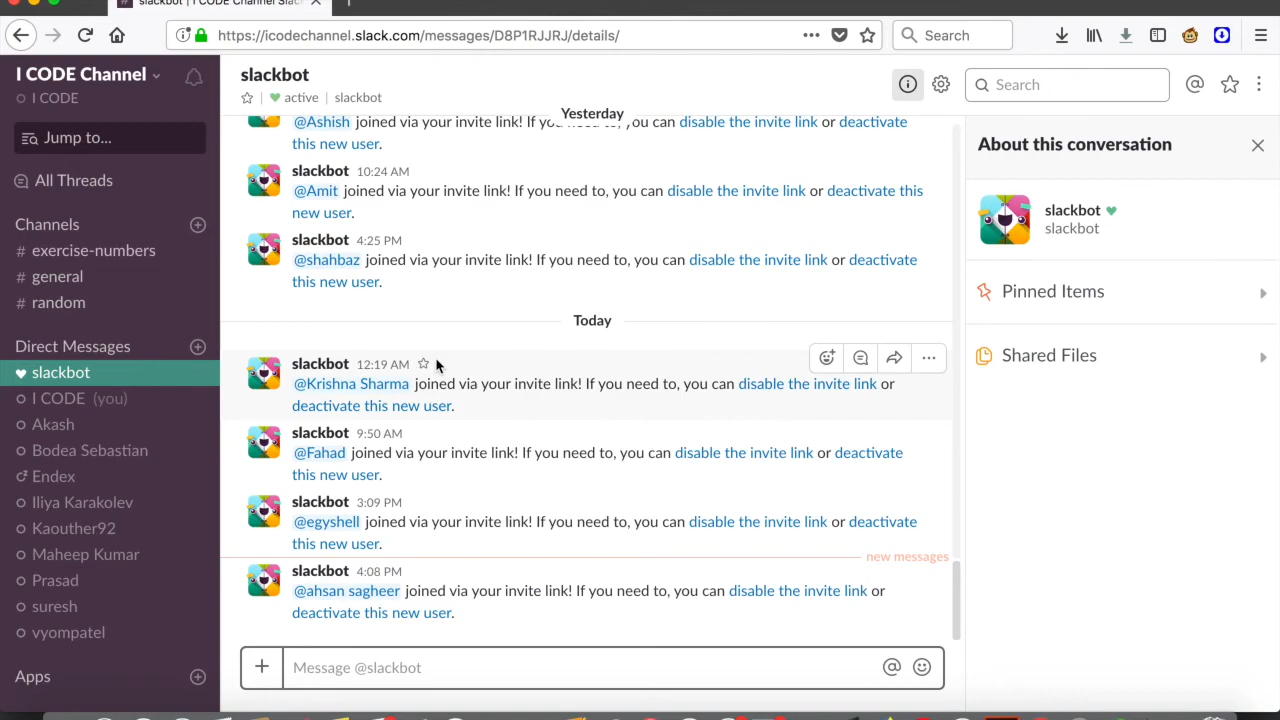 slackbot | I CODE Channel Slac
https://icodechannel.slack.com/messages/D8P1RJJRJ/details/
Search
I CODE Channel
I CODE
Jump to...
All Threads
Channels
# exercise-numbers
# general
# random
Direct Messages
slackbot
I CODE (you)
Akash
Bodea Sebastian
Endex
Iliya Karakolev
Kaouther92
Maheep Kumar
Prasad
suresh
vyompatel
Apps
slackbot
active | slackbot
Search
Yesterday
@Ashish joined via your invite link! If you need to, you can disable the invite link or deactivate
this new user.
slackbot 10:24 AM
@Amit joined via your invite link! If you need to, you can disable the invite link or deactivate this
new user.
slackbot 4:25 PM
@shahbaz joined via your invite link! If you need to, you can disable the invite link or deactivate
this new user.
Today
slackbot 12:19 AM
@Krishna Sharma joined via your invite link! If you need to, you can disable the invite link or
deactivate this new user.
slackbot 9:50 AM
@Fahad joined via your invite link! If you need to, you can disable the invite link or deactivate
this new user.
slackbot 3:09 PM
@egyshell joined via your invite link! If you need to, you can disable the invite link or deactivate
this new user.
new messages
slackbot 4:08 PM
@ahsan sagheer joined via your invite link! If you need to, you can disable the invite link or
deactivate this new user.
Message @slackbot
About this conversation
slackbot
slackbot
Pinned Items
Shared Files